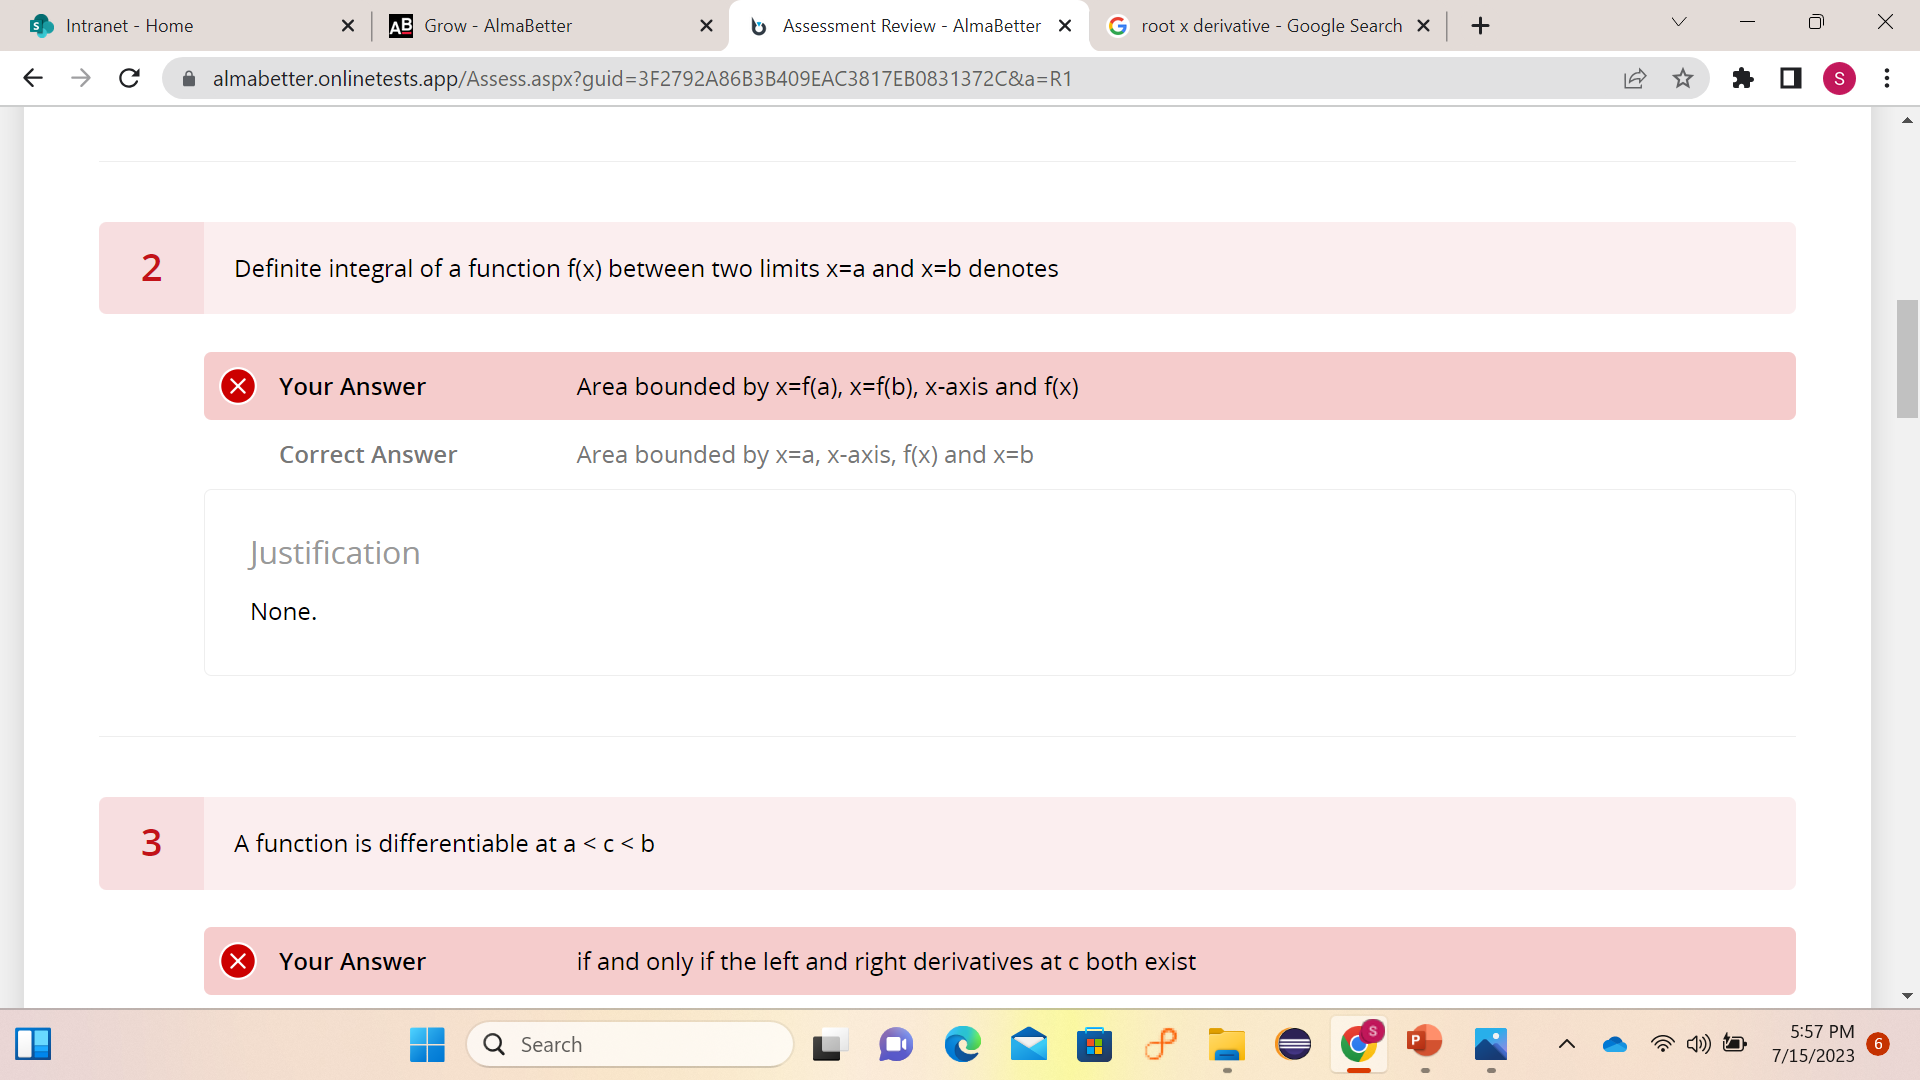 Intranet - Home
Grow - AlmaBetter
Assessment Review - AlmaBetter
root x derivative - Google Search
almabetter.onlinetests.app/Assess.aspx?guid=3F2792A86B3B409EAC3817EB0831372C&a=R1
S
2
Definite integral of a function f(x) between two limits x=a and x=b denotes
Your Answer
Area bounded by x=f(a), x=f(b), x-axis and f(x)
Correct Answer
Area bounded by x=a, x-axis, f(x) and x=b
Justification
None.
3
A function is differentiable at a < c < b
Your Answer
if and only if the left and right derivatives at c both exist
Search
5:57 PM
7/15/2023
6